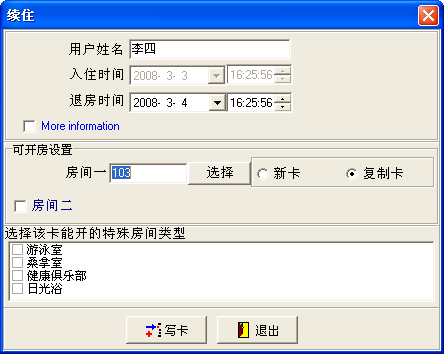 续住
用户姓名 李四
入住时间 2008- 3- 3 16:25:56
退房时间 2008- 3- 4 16:25:56
More information
可开房设置
房间一 103 选择 新卡 复制卡
房间二
选择该卡能开的特殊房间类型
游泳室
桑拿室
健康俱乐部
日光浴
写卡 退出